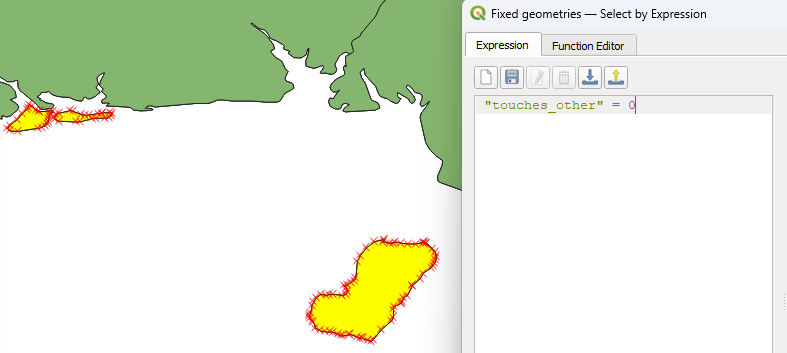 Fixed geometries — Select by Expression
Expression
Function Editor
"touches_other" = 0